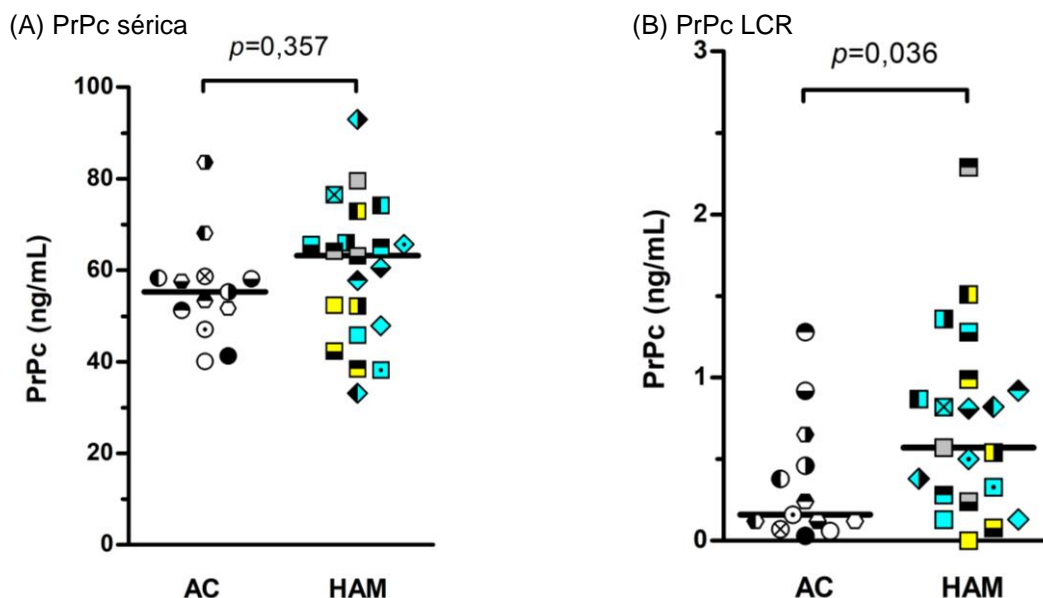 (A) PrPc sérica
p=0,357
100
80
60
40
20
0
PrPc (ng/mL)
AC
HAM
(B) PrPc LCR
p=0,036
3
2
1
0
PrPc (ng/mL)
AC
HAM